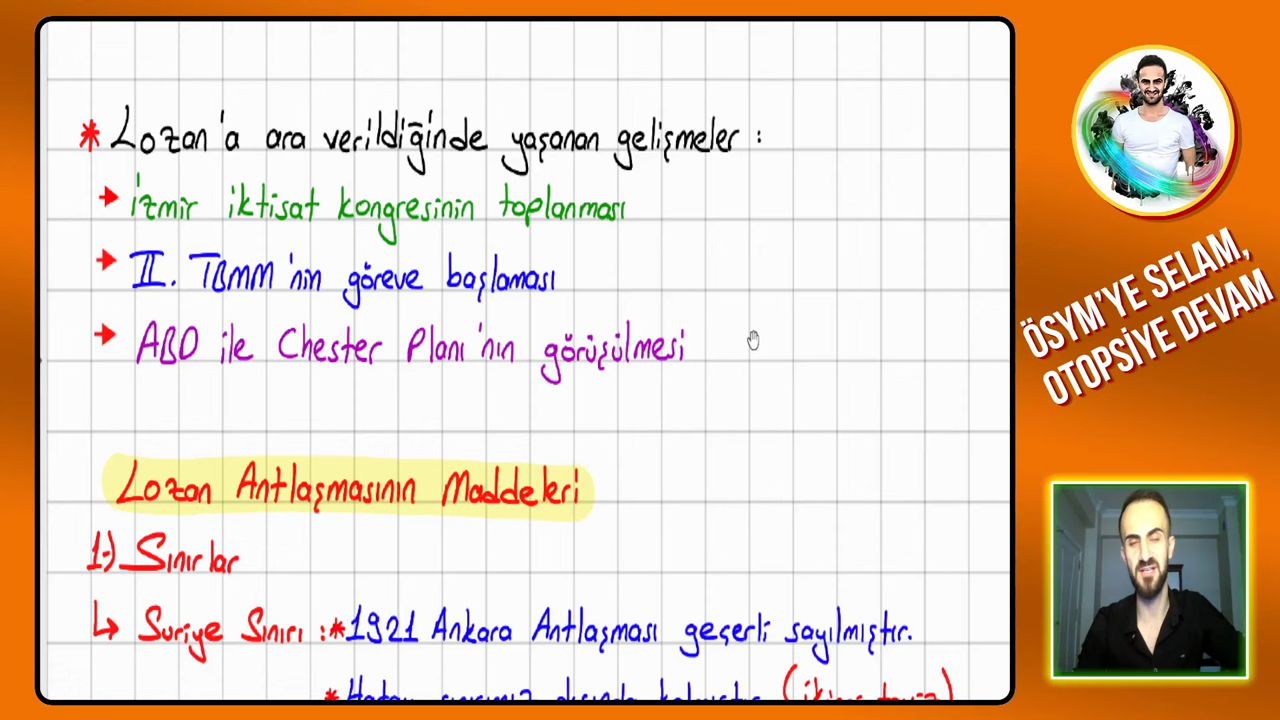 * Lozan'a ara verildiğinde yaşanan gelişmeler :
→ İzmir iktisat kongresinin toplanması
→ II. TBMM'nin göreve başlaması
→ ABD ile Chester Planı'nın görüşülmesi
Lozan Antlaşmasının Maddeleri
1-) Sınırlar
↳ Suriye Sınırı : *1921 Ankara Antlaşması geçerli sayılmıştır.
* Hatay
ÖSYM'YE SELAM,
OTOPSİYE DEVAM